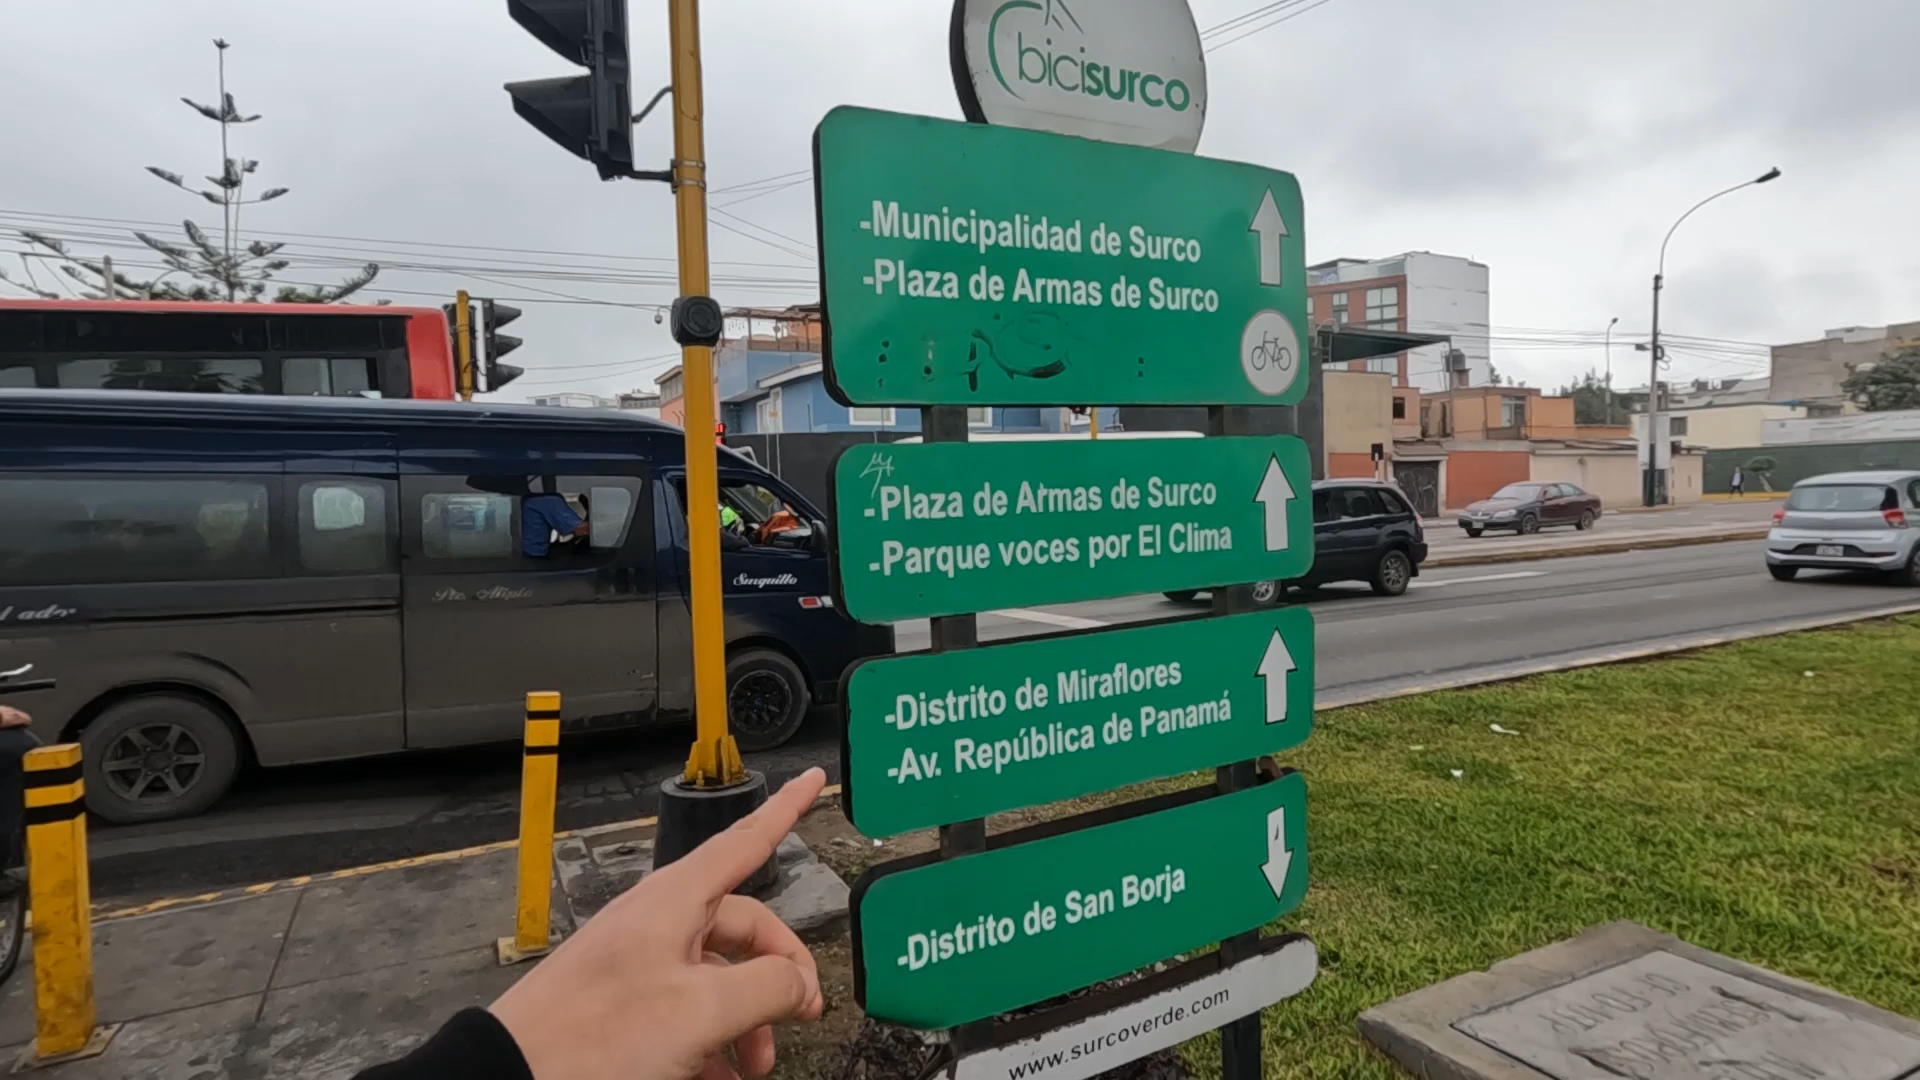 bicisurco
-Municipalidad de Surco
-Plaza de Armas de Surco
-Plaza de Armas de Surco
-Parque voces por El Clima
-Distrito de Miraflores
-Av. República de Panamá
-Distrito de San Borja
www.surcoverde.com
Surquillo